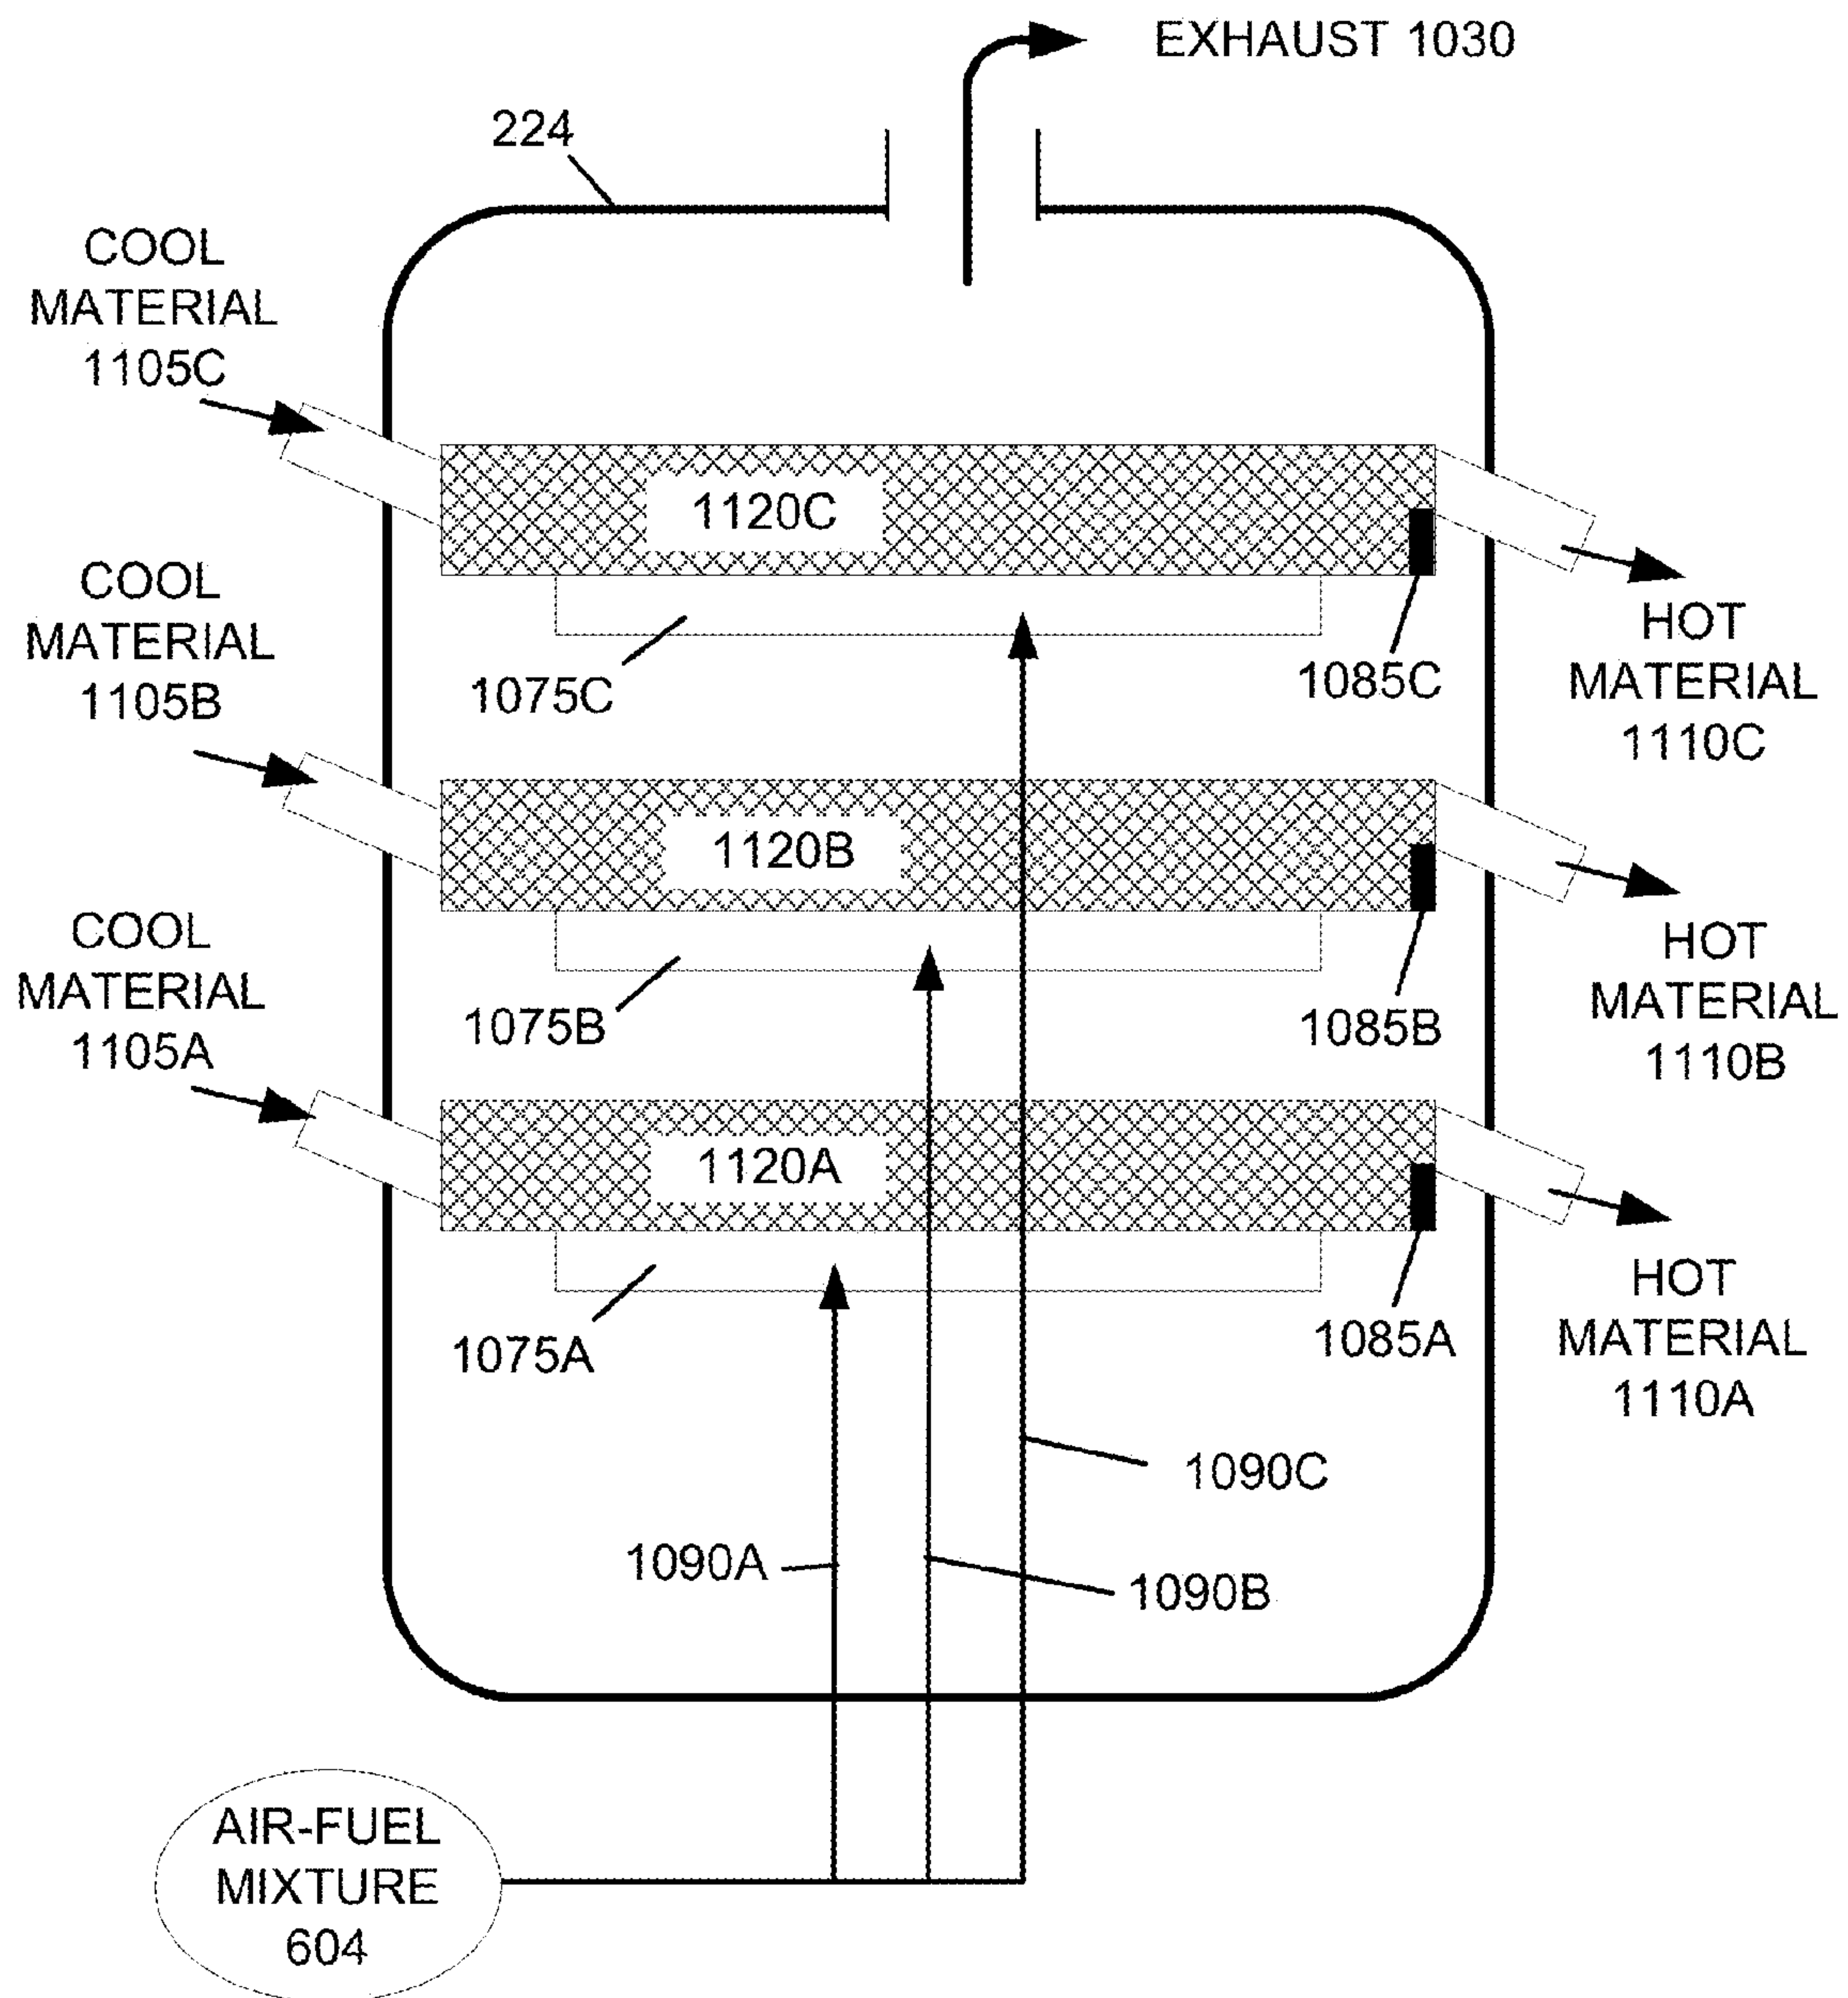 EXHAUST 1030
224
COOL
MATERIAL
1105C
1120C
1075C
1085C
HOT
MATERIAL
1110C
COOL
MATERIAL
1105B
1120B
1075B
1085B
HOT
MATERIAL
1110B
COOL
MATERIAL
1105A
1120A
1075A
1085A
HOT
MATERIAL
1110A
1090C
1090A
1090B
AIR-FUEL
MIXTURE
604